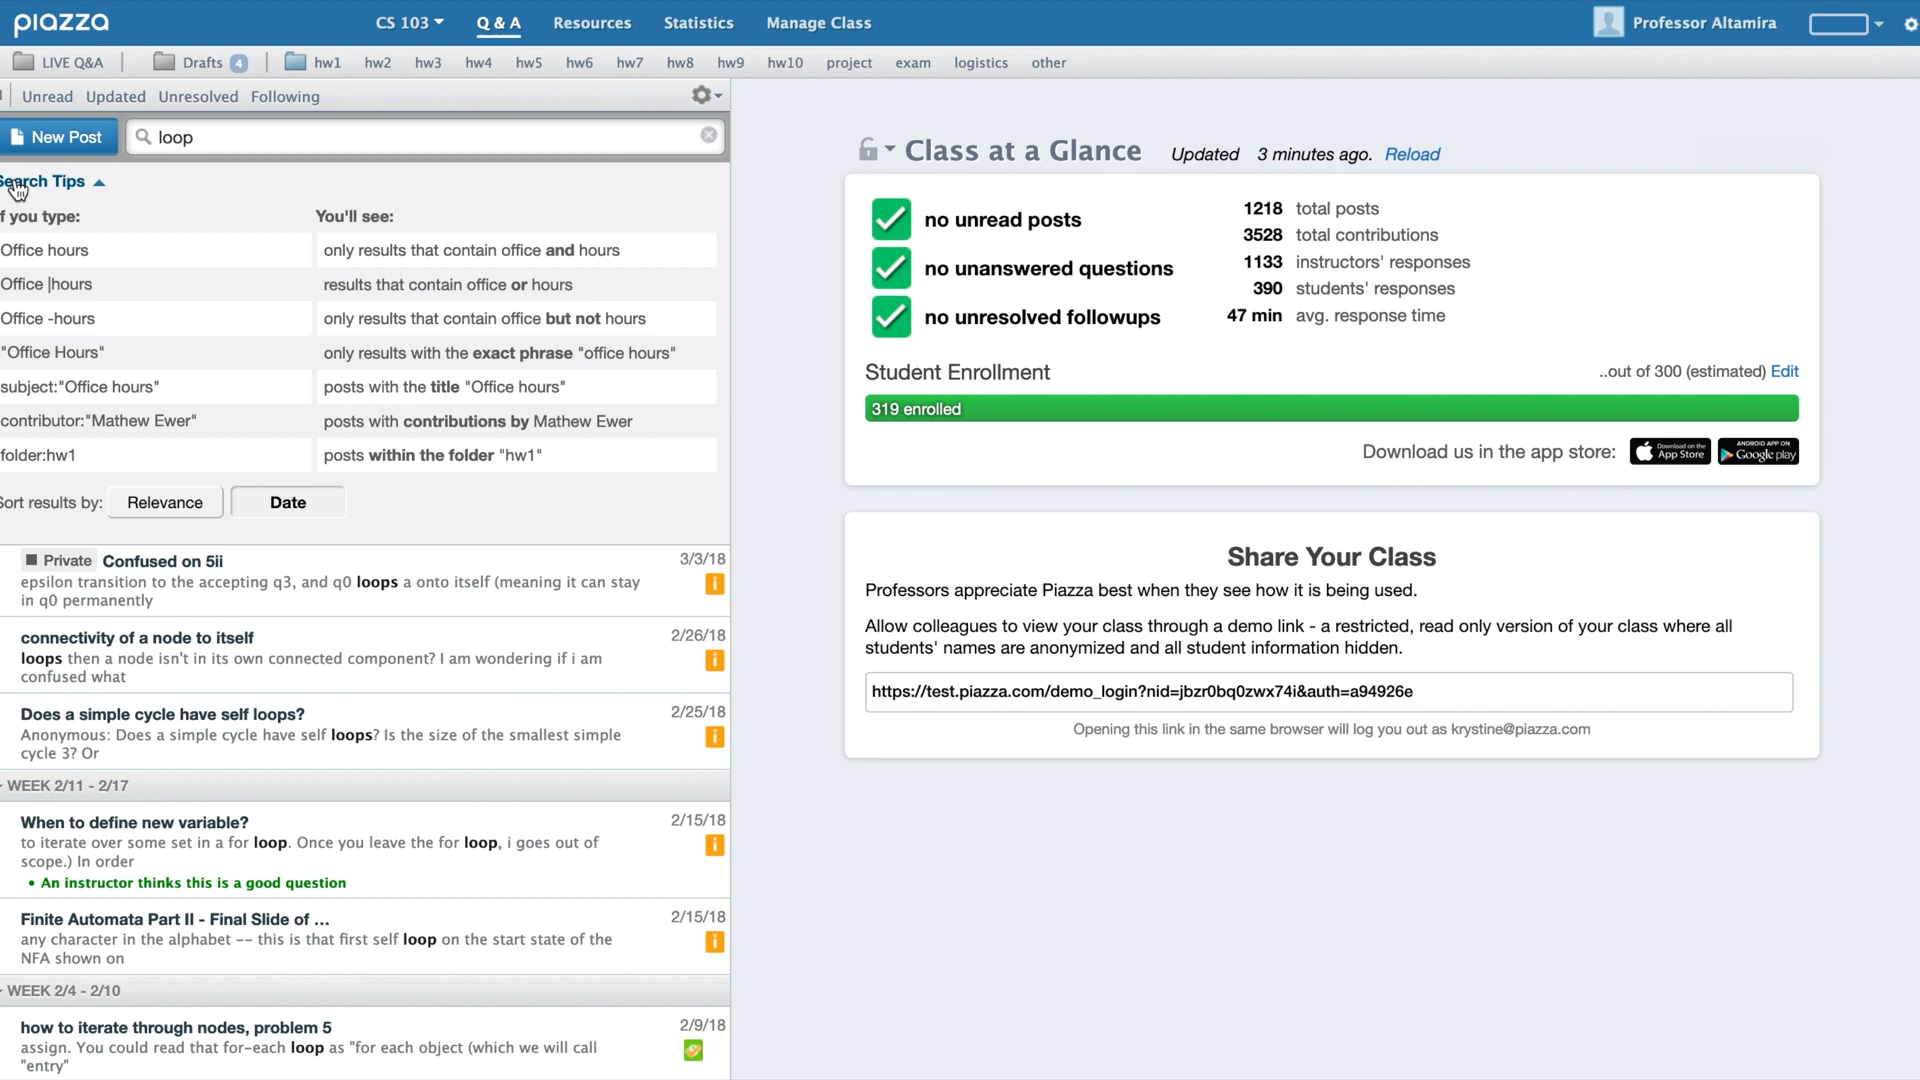 piazza
CS 103
Q & A
Resources
Statistics
Manage Class
Professor Altamira
LIVE Q&A
Drafts 4
hw1
hw2
hw3
hw4
hw5
hw6
hw7
hw8
hw9
hw10
project
exam
logistics
other
Unread
Updated
Unresolved
Following
New Post
loop
Search Tips
f you type:
You'll see:
Office hours
only results that contain office and hours
Office |hours
results that contain office or hours
Office -hours
only results that contain office but not hours
"Office Hours"
only results with the exact phrase "office hours"
subject:"Office hours"
posts with the title "Office hours"
contributor:"Mathew Ewer"
posts with contributions by Mathew Ewer
folder:hw1
posts within the folder "hw1"
Sort results by:
Relevance
Date
Private Confused on 5ii
3/3/18
epsilon transition to the accepting q3, and q0 loops a onto itself (meaning it can stay
in q0 permanently
i
connectivity of a node to itself
2/26/18
loops then a node isn't in its own connected component? I am wondering if i am
confused what
i
Does a simple cycle have self loops?
2/25/18
Anonymous: Does a simple cycle have self loops? Is the size of the smallest simple
cycle 3? Or
i
WEEK 2/11 - 2/17
When to define new variable?
2/15/18
to iterate over some set in a for loop. Once you leave the for loop, i goes out of
scope.) In order
i
• An instructor thinks this is a good question
Finite Automata Part II - Final Slide of ...
2/15/18
any character in the alphabet -- this is that first self loop on the start state of the
NFA shown on
i
WEEK 2/4 - 2/10
how to iterate through nodes, problem 5
2/9/18
assign. You could read that for-each loop as "for each object (which we will call
"entry"
Class at a Glance
Updated 3 minutes ago. Reload
no unread posts
no unanswered questions
no unresolved followups
1218 total posts
3528 total contributions
1133 instructors' responses
390 students' responses
47 min avg. response time
Student Enrollment
..out of 300 (estimated) Edit
319 enrolled
Download us in the app store:
Download on the
App Store
ANDROID APP ON
Google play
Share Your Class
Professors appreciate Piazza best when they see how it is being used.
Allow colleagues to view your class through a demo link - a restricted, read only version of your class where all
students' names are anonymized and all student information hidden.
https://test.piazza.com/demo_login?nid=jbzr0bq0zwx74i&auth=a94926e
Opening this link in the same browser will log you out as krystine@piazza.com